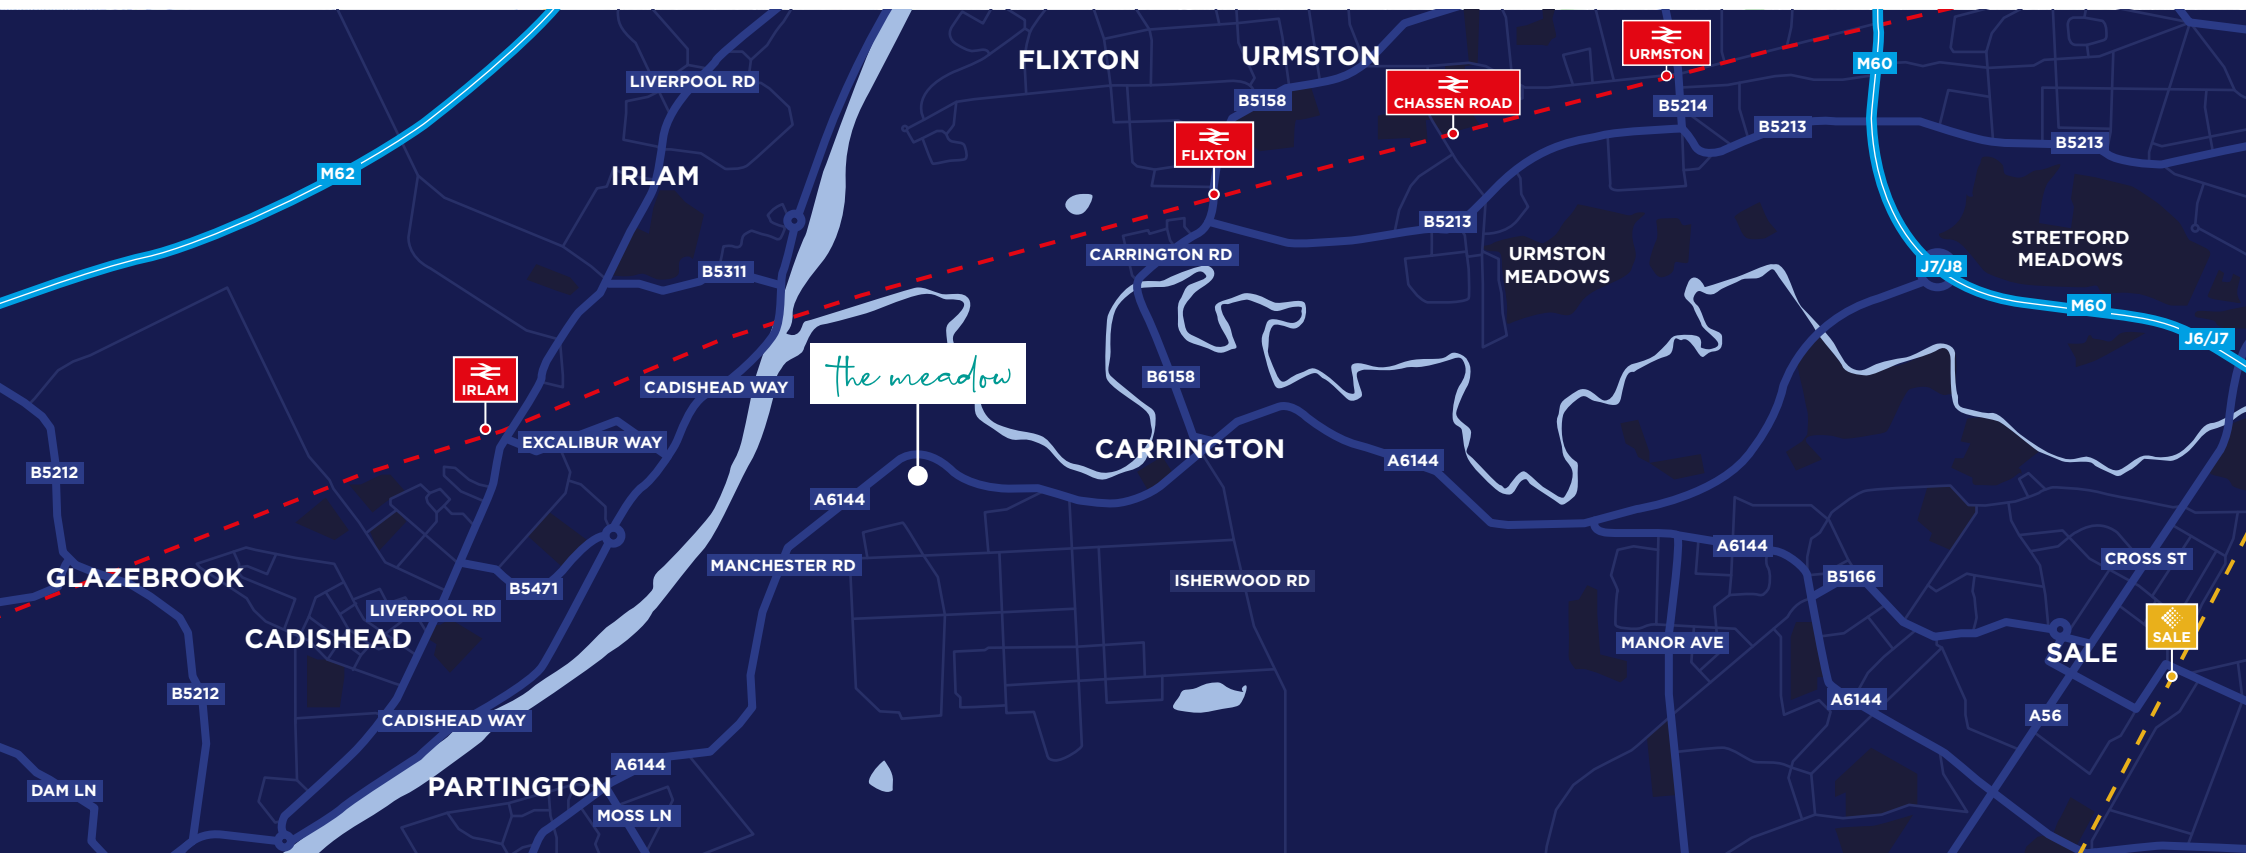 FLIXTON
URMSTON
URMSTON
LIVERPOOL RD
M60
CHASSEN ROAD
B5158
B5214
B5213
B5213
FLIXTON
M62
IRLAM
B5213
CARRINGTON RD
B5311
URMSTON
MEADOWS
STRETFORD
MEADOWS
J7/J8
M60
J6/J7
IRLAM
CADISHEAD WAY
the meadow
B6158
EXCALIBUR WAY
CARRINGTON
A6144
B5212
A6144
MANCHESTER RD
A6144
CROSS ST
GLAZEBROOK
B5471
ISHERWOOD RD
B5166
LIVERPOOL RD
CADISHEAD
MANOR AVE
SALE
SALE
B5212
CADISHEAD WAY
A6144
A56
A6144
PARTINGTON
DAM LN
MOSS LN